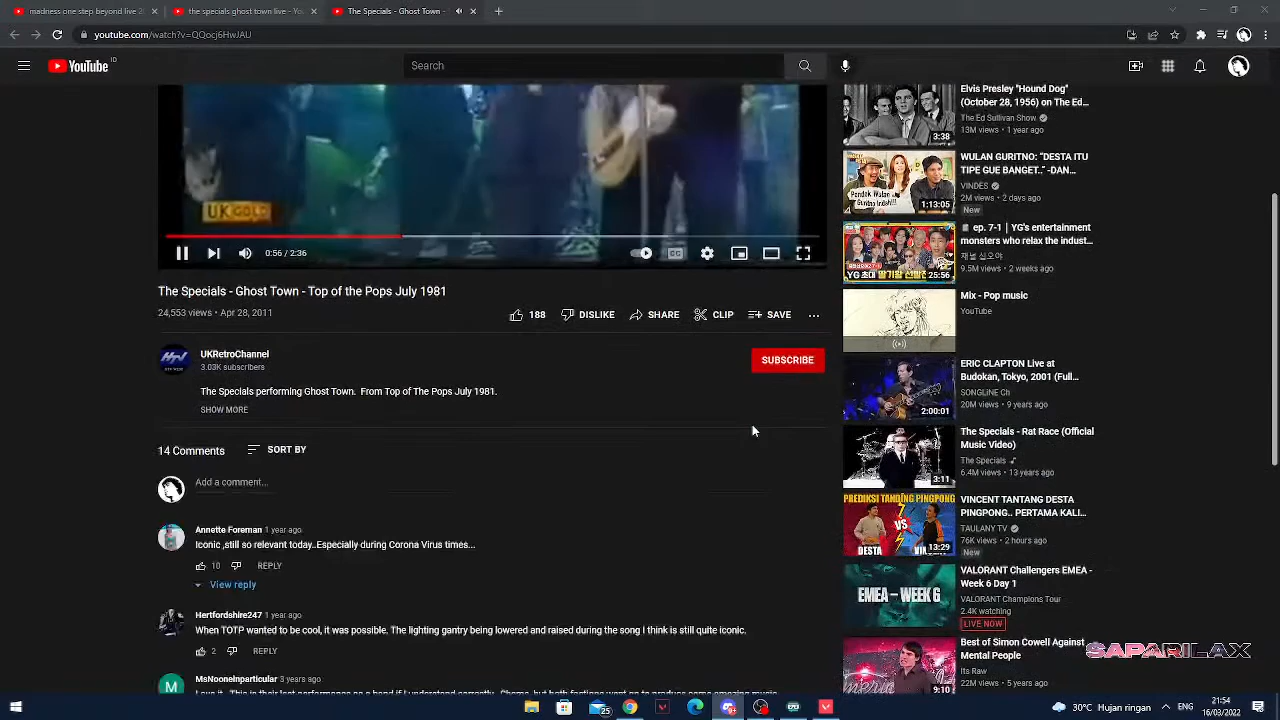 madness one step beyond live 20
the specials ghost town live - You
The Specials - Ghost Town -
youtube.com/watch?v=QQocj6HwJAU
YouTube ID
Search
UK GOLD
0:56 / 2:36
The Specials - Ghost Town - Top of the Pops July 1981
24,553 views • Apr 28, 2011
188
DISLIKE
SHARE
CLIP
SAVE
UKRetroChannel
3.03K subscribers
SUBSCRIBE
The Specials performing Ghost Town. From Top of The Pops July 1981.
SHOW MORE
14 Comments
SORT BY
Add a comment...
Annette Foreman 1 year ago
Iconic ,still so relevant today..Especially during Corona Virus times...
10
REPLY
View reply
Hertfordshire247 1 year ago
When TOTP wanted to be cool, it was possible. The lighting gantry being lowered and raised during the song I think is still quite iconic.
2
REPLY
M
MsNooneInparticular 3 years ago
Elvis Presley "Hound Dog"
(October 28, 1956) on The Ed...
The Ed Sullivan Show
13M views • 1 year ago
3:38
WULAN GURITNO: "DESTA ITU
TIPE GUE BANGET.." -DAN...
VINDES
2M views • 2 days ago
New
1:13:05
ep. 7-1 | YG's entertainment
monsters who relax the indust...
채널 십오야
9.5M views • 2 weeks ago
25:56
Mix - Pop music
YouTube
ERIC CLAPTON Live at
Budokan, Tokyo, 2001 (Full...
SONGLINE Ch
20M views • 9 years ago
2:00:01
The Specials - Rat Race (Official
Music Video)
The Specials
6.4M views • 13 years ago
3:11
PREDIKSI TANDING PINGPONG
VS
DESTA
13:29
VINCENT TANTANG DESTA
PINGPONG.. PERTAMA KALI...
TAULANY TV
76K views • 2 hours ago
New
EMEA – WEEK 6
VALORANT Challengers EMEA -
Week 6 Day 1
VALORANT Champions Tour
2.4K watching
LIVE NOW
Best of Simon Cowell Against
Mental People
Its Raw
22M views • 5 years ago
9:10
SAPARILAX
30°C Hujan ringan
ENG
21:54
16/03/2022